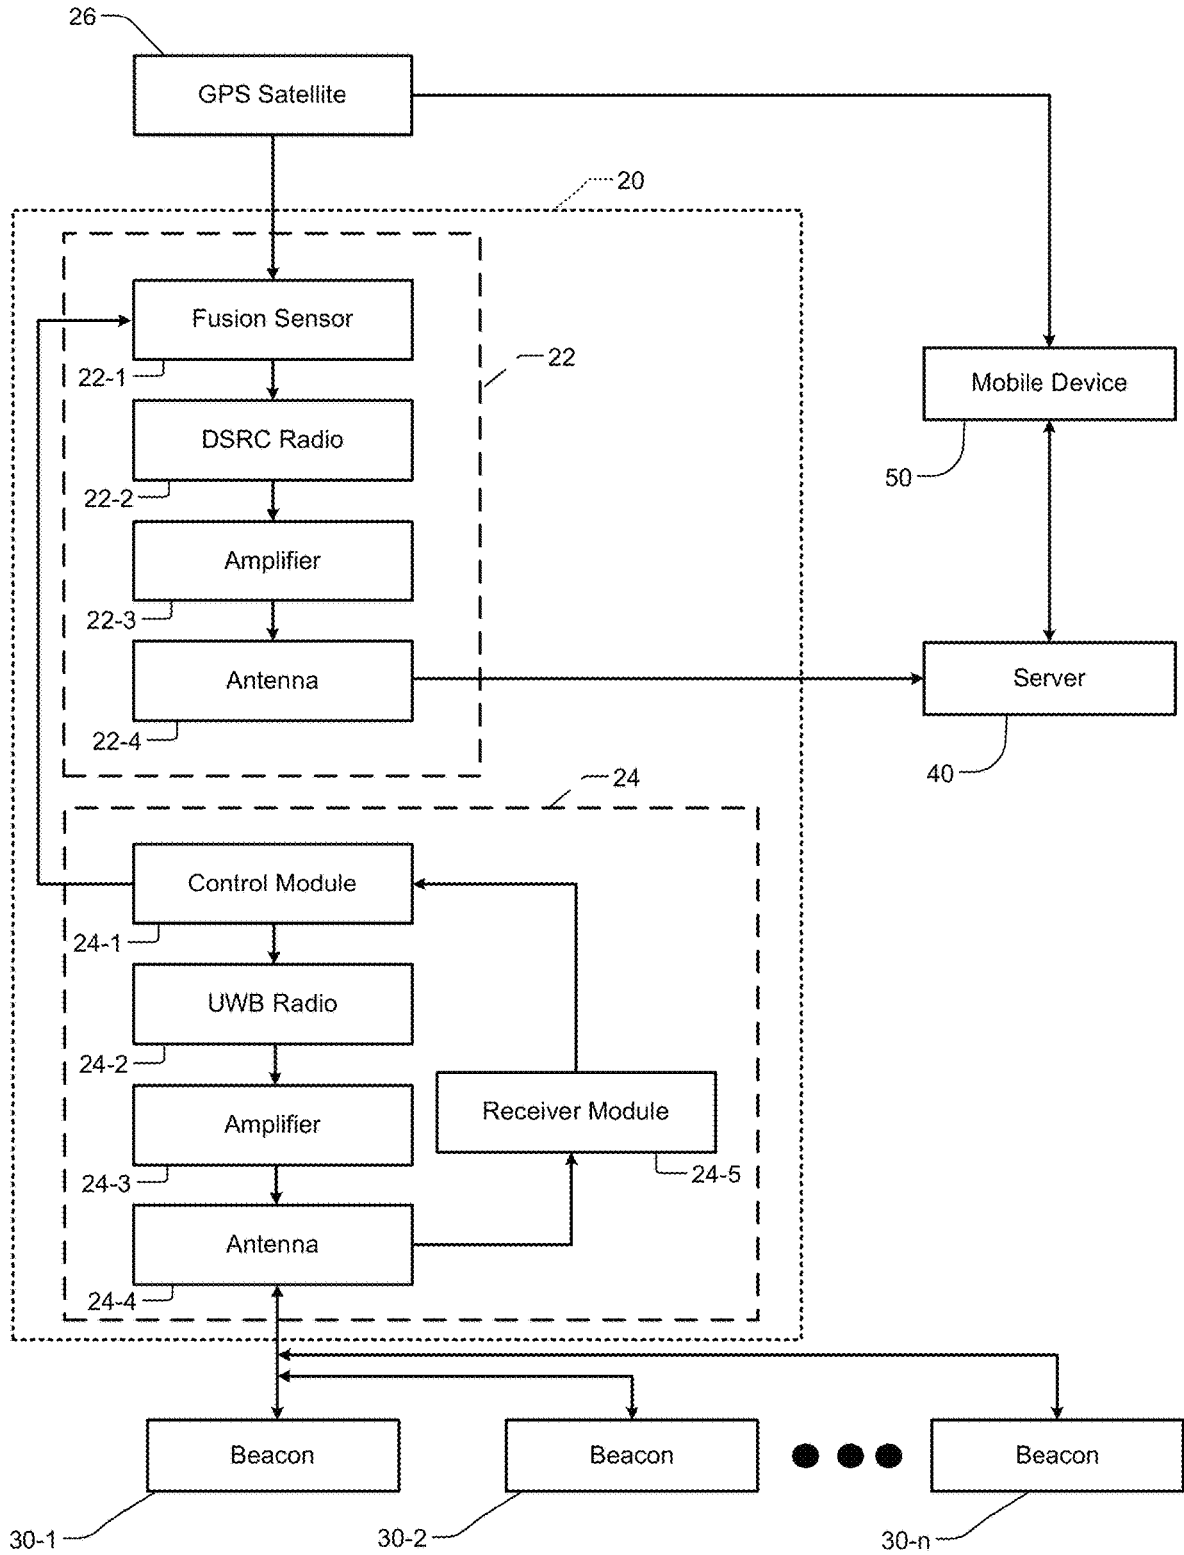 26
GPS Satellite
20
Fusion Sensor
22-1
22
DSRC Radio
22-2
Mobile Device
50
Amplifier
22-3
Antenna
22-4
Server
40
24
Control Module
24-1
UWB Radio
24-2
Amplifier
24-3
Receiver Module
24-5
Antenna
24-4
Beacon
30-1
Beacon
30-2
Beacon
30-n